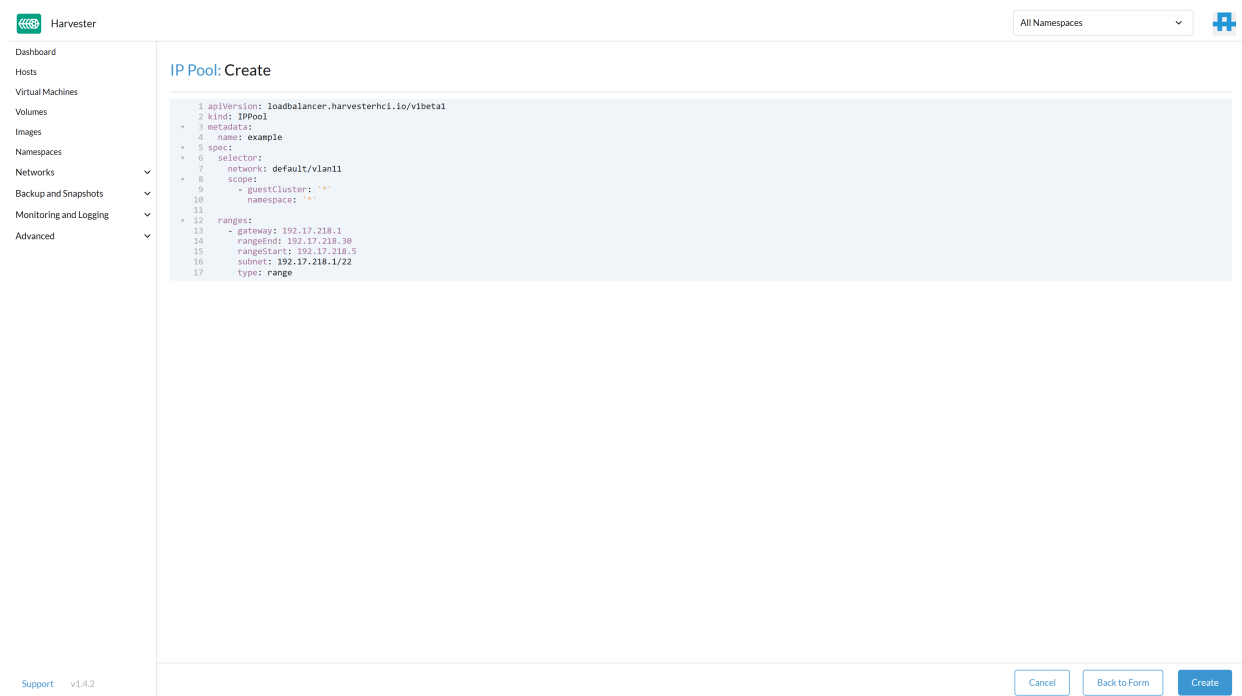 Harvester
All Namespaces
Dashboard
Hosts
Virtual Machines
Volumes
Images
Namespaces
Networks
Backup and Snapshots
Monitoring and Logging
Advanced
IP Pool: Create
1 apiVersion: loadbalancer.harvesterhci.io/v1beta1
2 kind: IPPool
3 metadata:
4   name: example
5 spec:
6   selector:
7     network: default/vlan11
8     scope:
9       - guestCluster: '*'
10         namespace: '*'
11
12   ranges:
13     - gateway: 192.17.218.1
14       rangeEnd: 192.17.218.30
15       rangeStart: 192.17.218.5
16       subnet: 192.17.218.1/22
17       type: range
Support v1.4.2
Cancel
Back to Form
Create